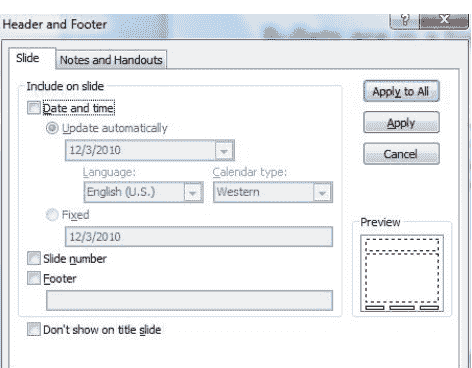 Header and Footer
Slide
Notes and Handouts
Include on slide
Date and time
Update automatically
12/3/2010
Language:
Calendar type:
English (U.S.)
Western
Fixed
12/3/2010
Slide number
Footer
Don't show on title slide
Apply to All
Apply
Cancel
Preview